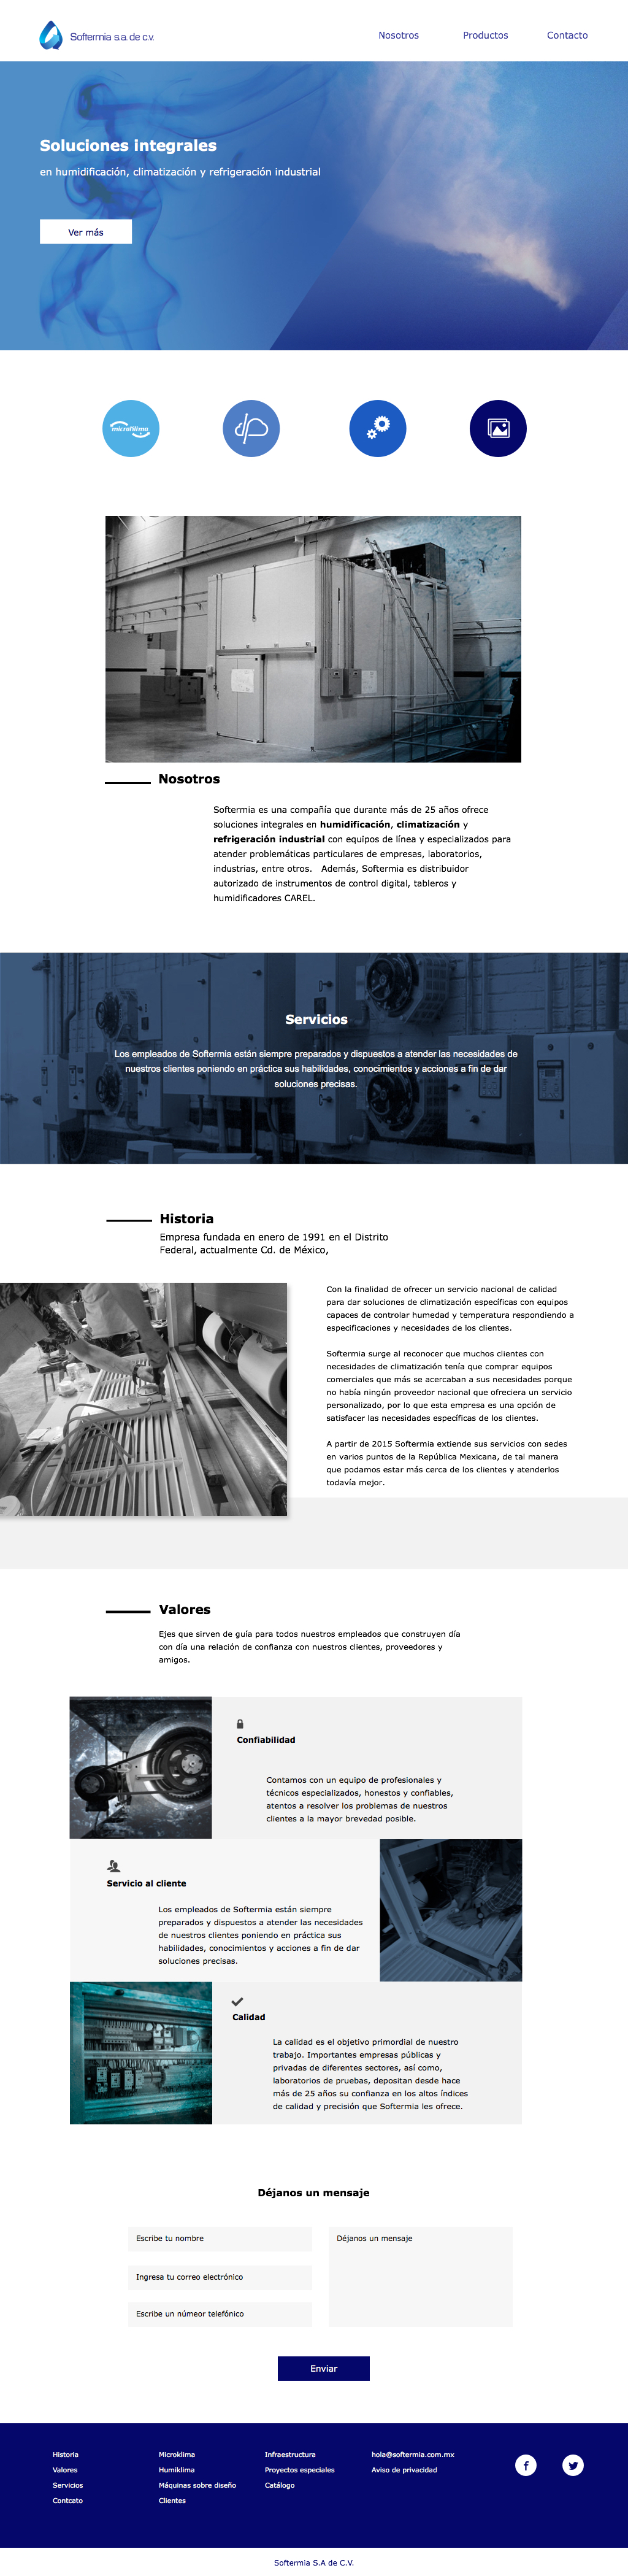 Softermia s.a. de c.v.
Nosotros
Productos
Contacto
Soluciones integrales
en humidificación, climatización y refrigeración industrial
Ver más
microfilima
Nosotros
Softermia es una compañía que durante más de 25 años ofrece
soluciones integrales en humidificación, climatización y
refrigeración industrial con equipos de línea y especializados para
atender problemáticas particulares de empresas, laboratorios,
industrias, entre otros. Además, Softermia es distribuidor
autorizado de instrumentos de control digital, tableros y
humidificadores CAREL.
Servicios
Los empleados de Softermia están siempre preparados y dispuestos a atender las necesidades de
nuestros clientes poniendo en práctica sus habilidades, conocimientos y acciones a fin de dar
soluciones precisas.
Historia
Empresa fundada en enero de 1991 en el Distrito
Federal, actualmente Cd. de México,
Con la finalidad de ofrecer un servicio nacional de calidad
para dar soluciones de climatización específicas con equipos
capaces de controlar humedad y temperatura respondiendo a
especificaciones y necesidades de los clientes.
Softermia surge al reconocer que muchos clientes con
necesidades de climatización tenía que comprar equipos
comerciales que más se acercaban a sus necesidades porque
no había ningún proveedor nacional que ofreciera un servicio
personalizado, por lo que esta empresa es una opción de
satisfacer las necesidades específicas de los clientes.
A partir de 2015 Softermia extiende sus servicios con sedes
en varios puntos de la República Mexicana, de tal manera
que podamos estar más cerca de los clientes y atenderlos
todavía mejor.
Valores
Ejes que sirven de guía para todos nuestros empleados que construyen día
con día una relación de confianza con nuestros clientes, proveedores y
amigos.
Confiabilidad
Contamos con un equipo de profesionales y
técnicos especializados, honestos y confiables,
atentos a resolver los problemas de nuestros
clientes a la mayor brevedad posible.
Servicio al cliente
Los empleados de Softermia están siempre
preparados y dispuestos a atender las necesidades
de nuestros clientes poniendo en práctica sus
habilidades, conocimientos y acciones a fin de dar
soluciones precisas.
Calidad
La calidad es el objetivo primordial de nuestro
trabajo. Importantes empresas públicas y
privadas de diferentes sectores, así como,
laboratorios de pruebas, depositan desde hace
más de 25 años su confianza en los altos índices
de calidad y precisión que Softermia les ofrece.
Déjanos un mensaje
Escribe tu nombre
Ingresa tu correo electrónico
Escribe un númeor telefónico
Déjanos un mensaje
Enviar
Historia
Valores
Servicios
Contcato
Microklima
Humiklima
Máquinas sobre diseño
Clientes
Infraestructura
Proyectos especiales
Catálogo
hola@softermia.com.mx
Aviso de privacidad
Softermia S.A de C.V.